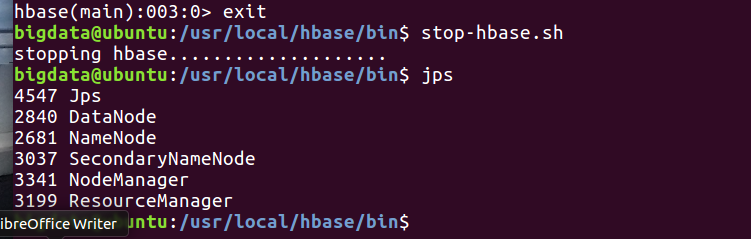 hbase(main):003:0> exit
bigdata@ubuntu:/usr/local/hbase/bin$ stop-hbase.sh
stopping hbase....................
bigdata@ubuntu:/usr/local/hbase/bin$ jps
4547 Jps
2840 DataNode
2681 NameNode
3037 SecondaryNameNode
3341 NodeManager
3199 ResourceManager
ibreOffice Writer ubuntu:/usr/local/hbase/bin$